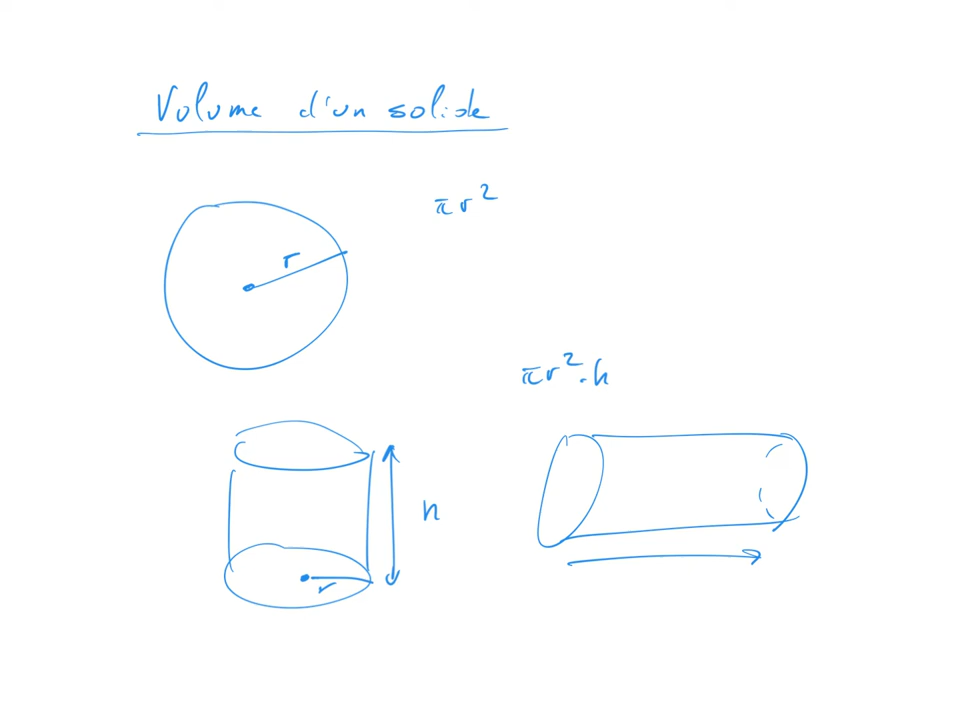 Volume d'un solide
πr²
r
πr²·h
h
r